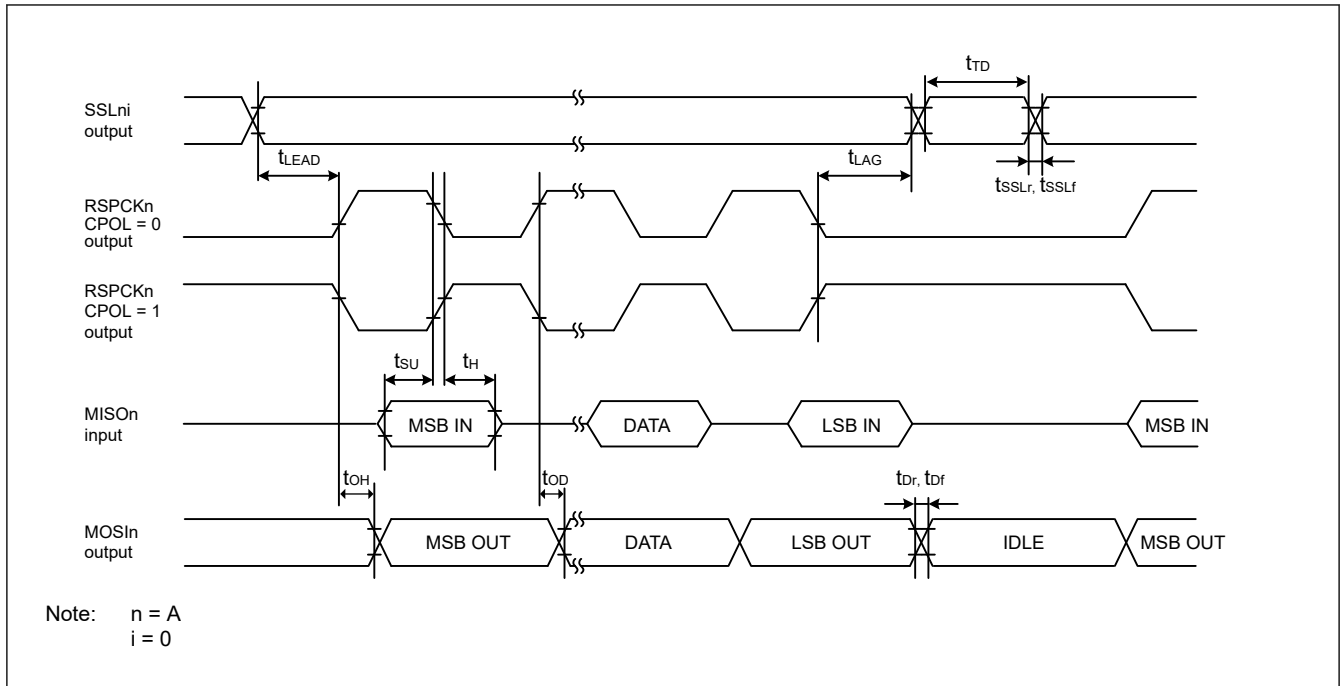 tTD
SSLni
output
tLEAD
tLAG
tSSLr, tSSLf
RSPCKn
CPOL = 0
output
RSPCKn
CPOL = 1
output
tSU
tH
MISOn
input
MSB IN
DATA
LSB IN
MSB IN
tOH
tOD
tDr, tDf
MOSIn
output
MSB OUT
DATA
LSB OUT
IDLE
MSB OUT
Note: n = A
i = 0